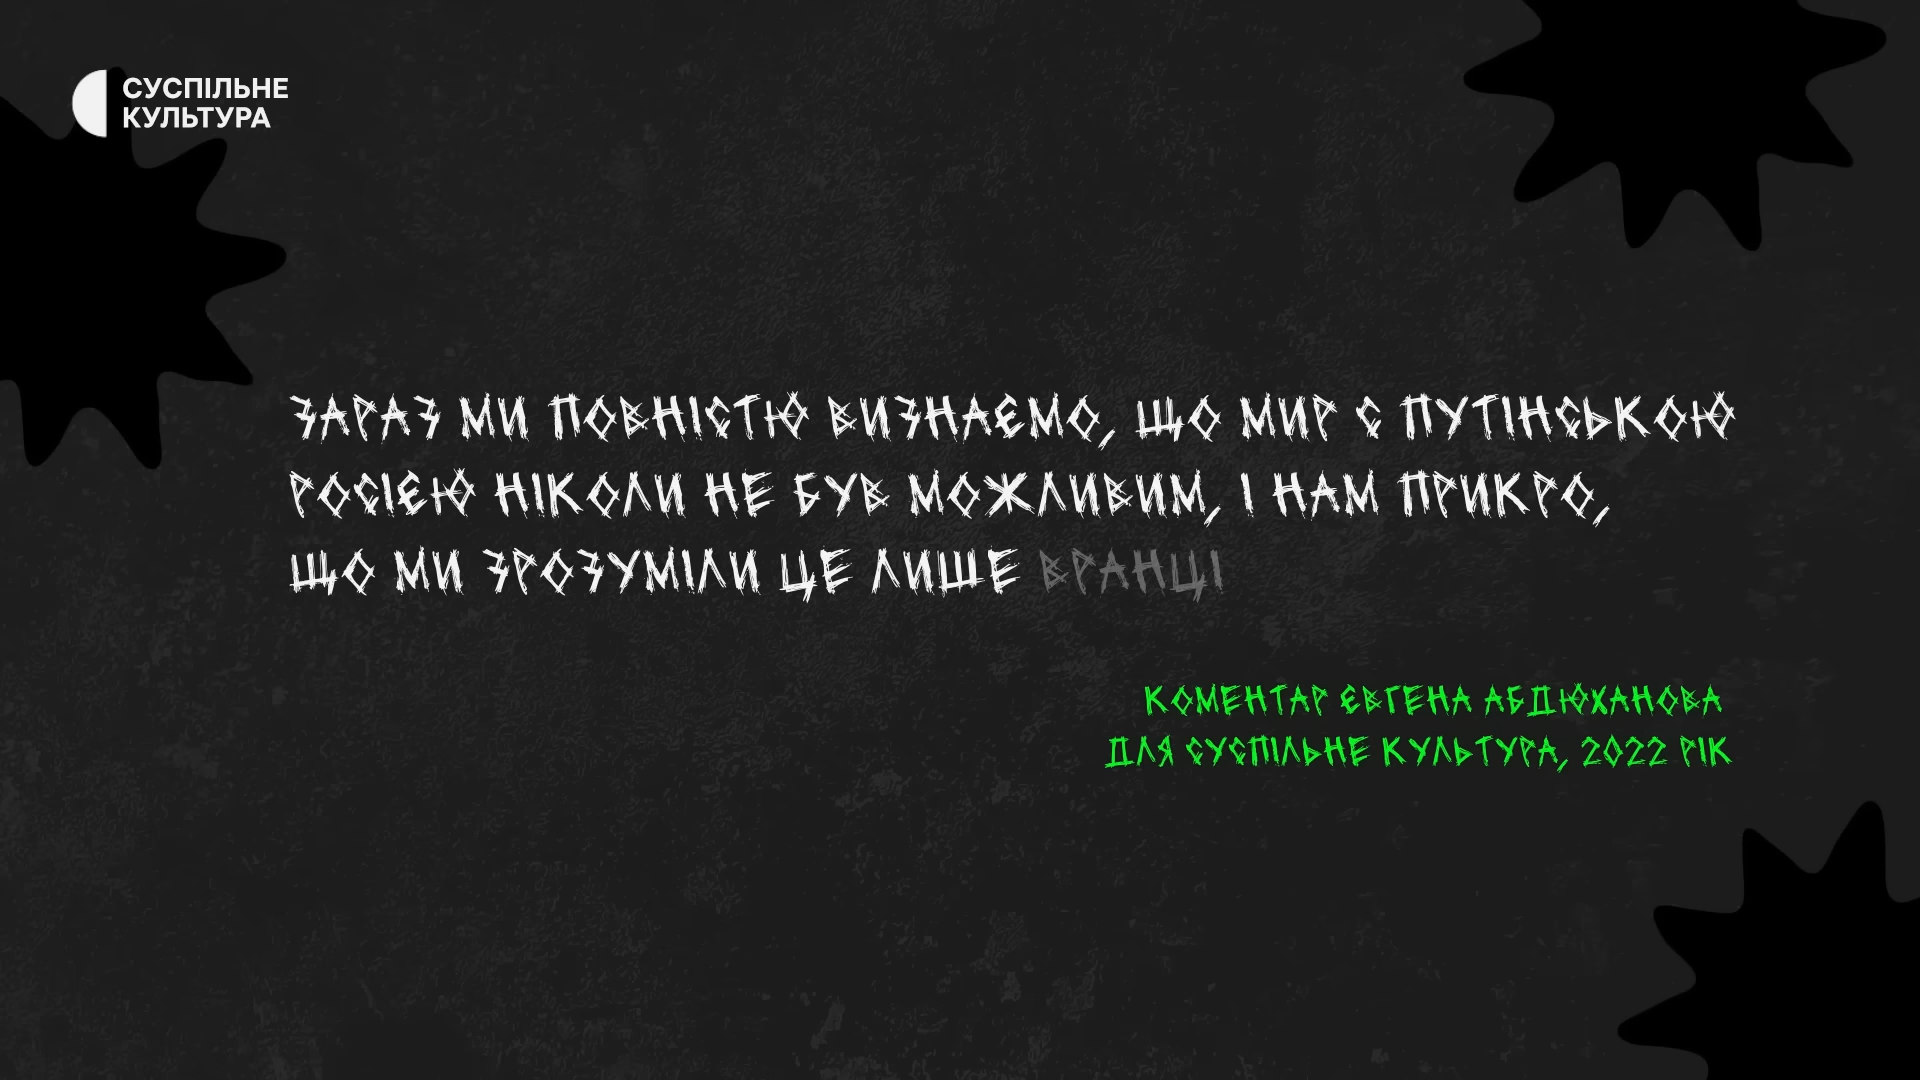 СУСПІЛЬНЕ
КУЛЬТУРА
ЗАРАЗ МИ ПОВНІСТЮ ВИЗНАЄМО, ЩО МИР С ПУТІНСЬКОЮ
РОСІЄЮ НІКОЛИ НЕ БУВ МОЖЛИВИМ, І НАМ ПРИКРО,
ЩО МИ ЗРОЗУМІЛИ ЦЕ ЛИШЕ ВРАНЦІ
КОМЕНТАР ЄВГЕНА АБДЮХАНОВА
ДЛЯ СУСПІЛЬНЕ КУЛЬТУРА, 2022 РІК